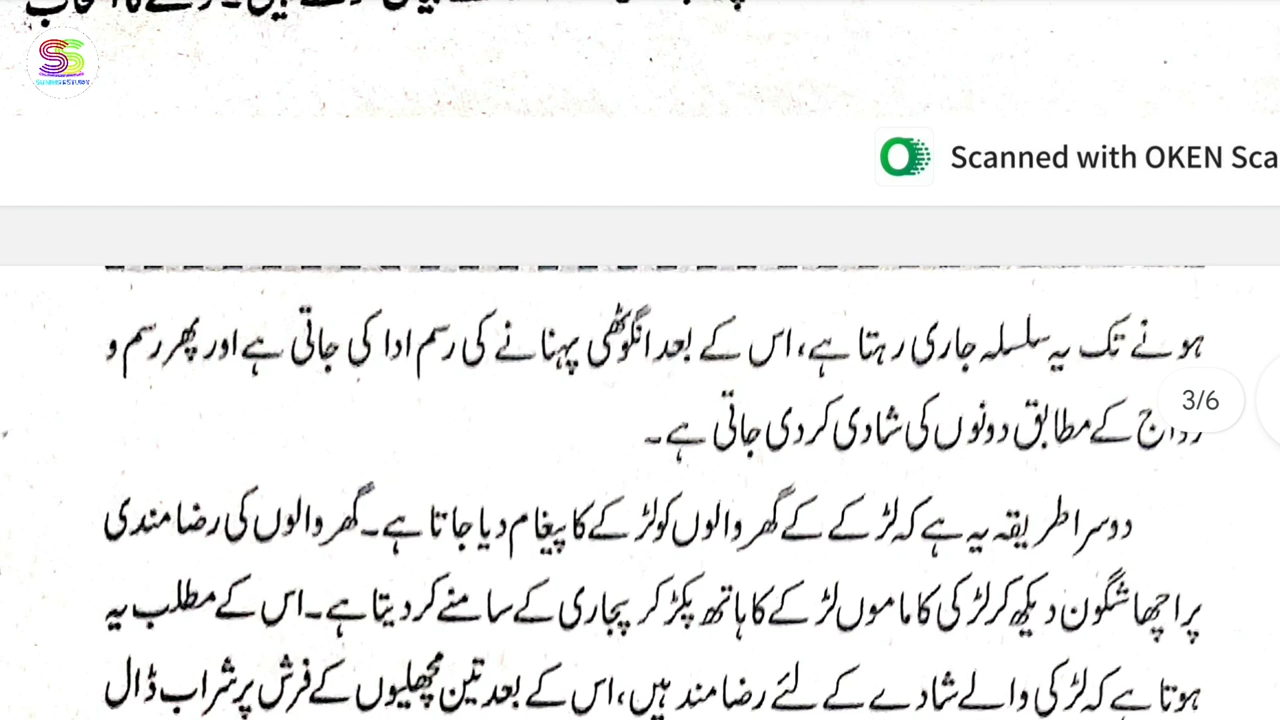 Scanned with OKEN Sca
ہونے تک یہ سلسلہ جاری رہتا ہے، اس کے بعد انگوٹھی پہنانے کی رسم ادا کی جاتی ہے اور پھر رسم و
3/6
کے مطابق دونوں کی شادی کر دی جاتی ہے۔
دوسرا طریقہ یہ ہے کہ لڑکے کے گھر والوں کو لڑکے کا پیغام دیا جاتا ہے۔ گھر والوں کی رضامندی
پر اچھا شگون دیکھ کر لڑکی کا ماموں لڑکے کا ہاتھ پکڑ کر پجاری کے سامنے کر دیتا ہے۔ اس کے مطلب یہ
ہوتا ہے کہ لڑکی والے شادے کے لئے رضامند ہیں، اس کے بعد تین مچھلیوں کے فرش پر شراب ڈال